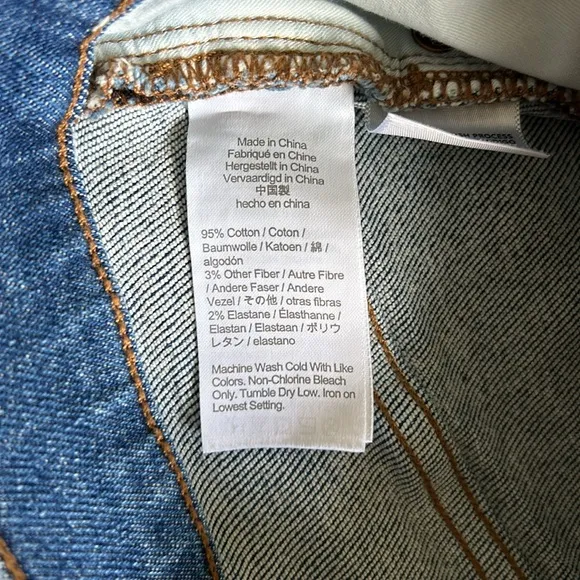 Made in China
Fabriqué en Chine
Hergestellt in China
Vervaardigd in China
中国製
hecho en china
95% Cotton / Coton /
Baumwolle / Katoen / 綿 /
algodón
3% Other Fiber / Autre Fibre
/ Andere Faser / Andere
Vezel / その他 / otras fibras
2% Elastane / Élasthanne /
Elastan / Elastaan / ポリウ
レタン / elastano
Machine Wash Cold With Like
Colors. Non-Chlorine Bleach
Only. Tumble Dry Low. Iron on
Lowest Setting.
PROCESS